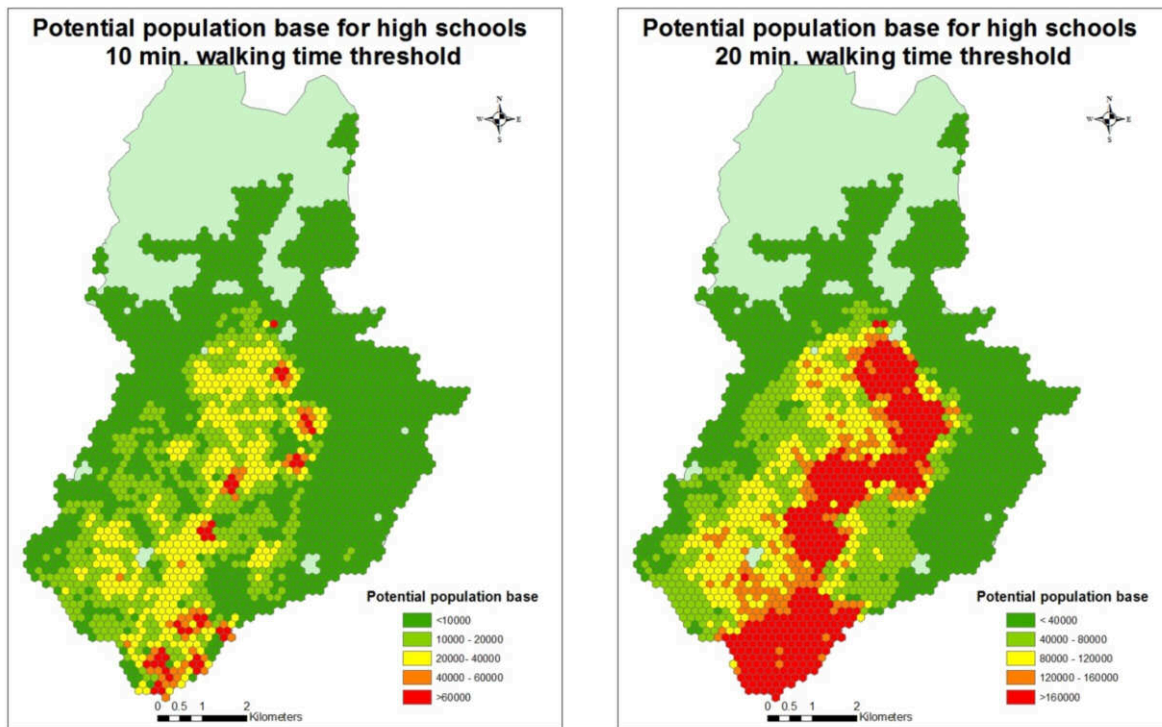 Potential population base for high schools
10 min. walking time threshold
N
W E
S
Potential population base
<10000
10000 - 20000
20000 - 40000
40000 - 60000
>60000
0 0.5 1 2
Kilometers
Potential population base for high schools
20 min. walking time threshold
N
W E
S
Potential population base
< 40000
40000 - 80000
80000 - 120000
120000 - 160000
>160000
0 0.5 1 2
Kilometers